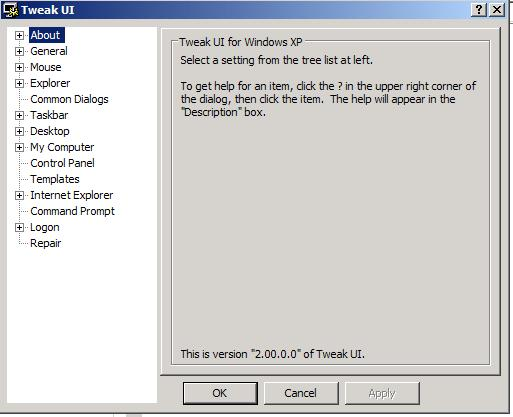 Tweak UI
About
General
Mouse
Explorer
Common Dialogs
Taskbar
Desktop
My Computer
Control Panel
Templates
Internet Explorer
Command Prompt
Logon
Repair
Tweak UI for Windows XP
Select a setting from the tree list at left.
To get help for an item, click the ? in the upper right corner of
the dialog, then click the item.  The help will appear in the
"Description" box.
This is version "2.00.0.0" of Tweak UI.
OK
Cancel
Apply